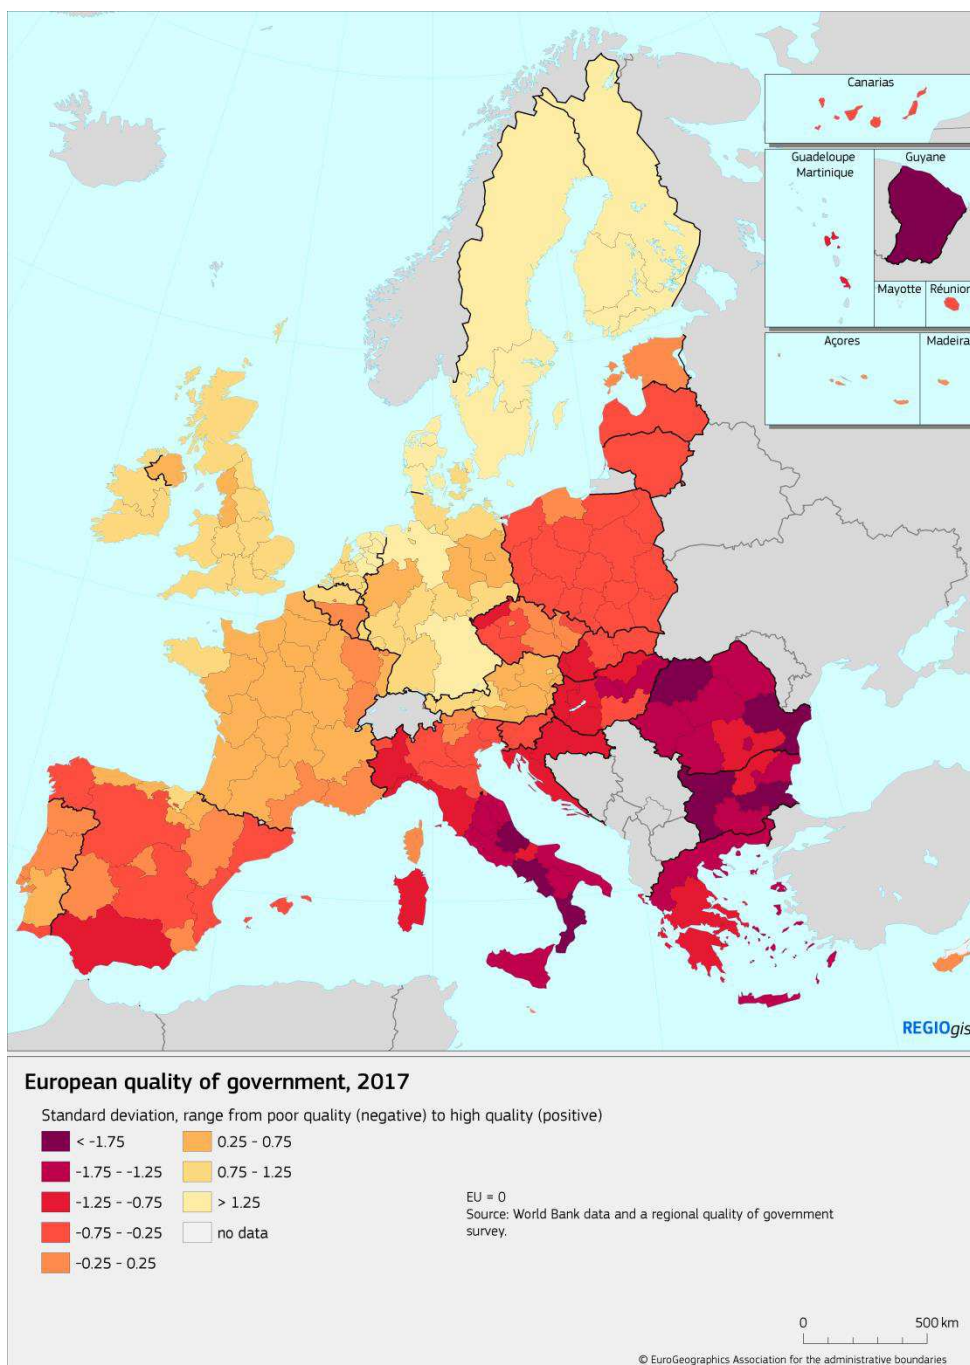 Canarias
Guadeloupe
Martinique
Guyane
Mayotte
Réunion
Açores
Madeira
REGIOgis
European quality of government, 2017
Standard deviation, range from poor quality (negative) to high quality (positive)
< -1.75
-1.75 - -1.25
-1.25 - -0.75
-0.75 - -0.25
-0.25 - 0.25
0.25 - 0.75
0.75 - 1.25
> 1.25
no data
EU = 0
Source: World Bank data and a regional quality of government
survey.
0 500 km
© EuroGeographics Association for the administrative boundaries